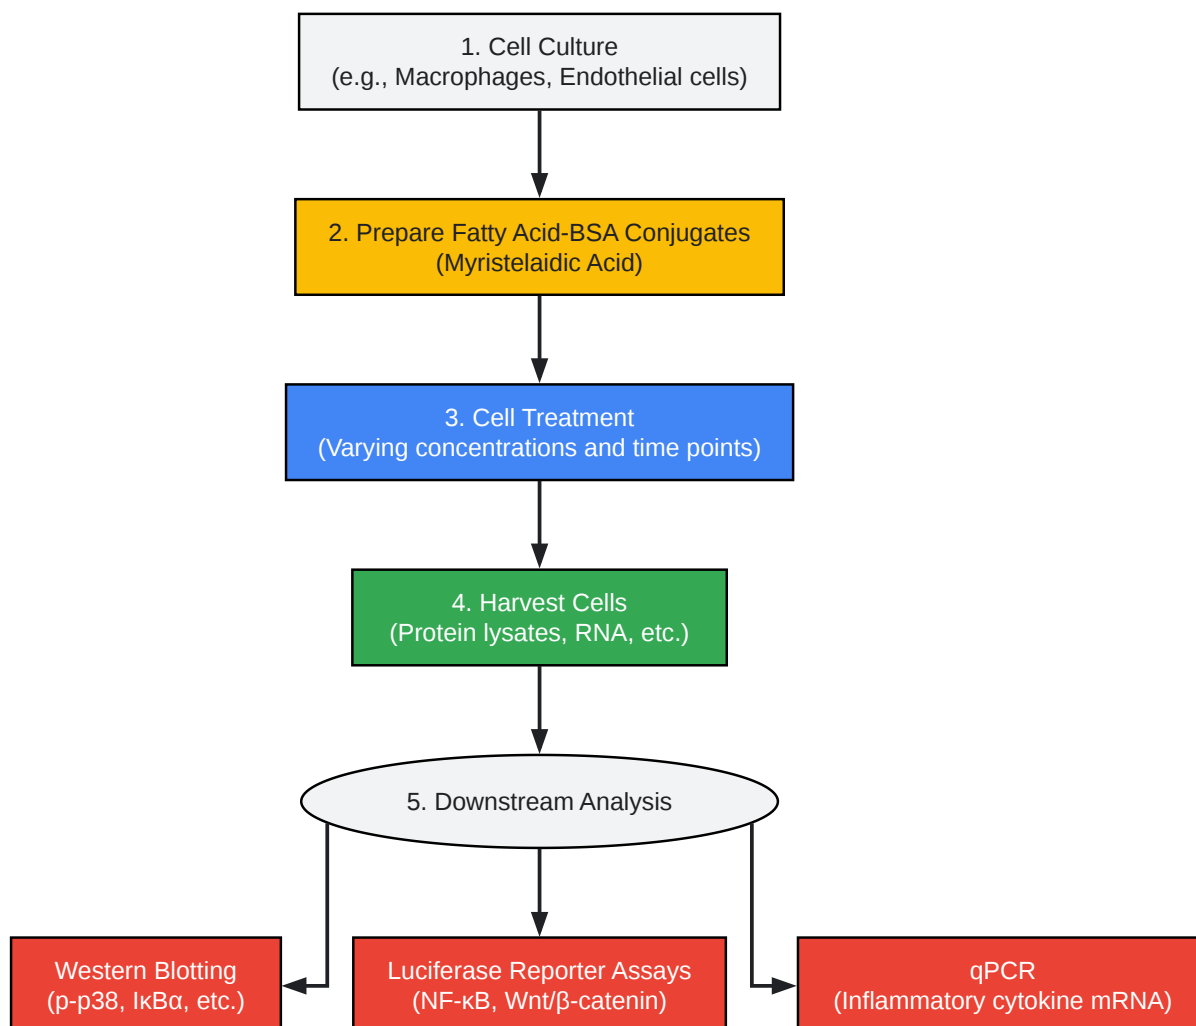 1. Cell Culture
(e.g., Macrophages, Endothelial cells)
2. Prepare Fatty Acid-BSA Conjugates
(Myristelaidic Acid)
3. Cell Treatment
(Varying concentrations and time points)
4. Harvest Cells
(Protein lysates, RNA, etc.)
5. Downstream Analysis
Western Blotting
(p-p38, IκBα, etc.)
Luciferase Reporter Assays
(NF-κB, Wnt/β-catenin)
qPCR
(Inflammatory cytokine mRNA)